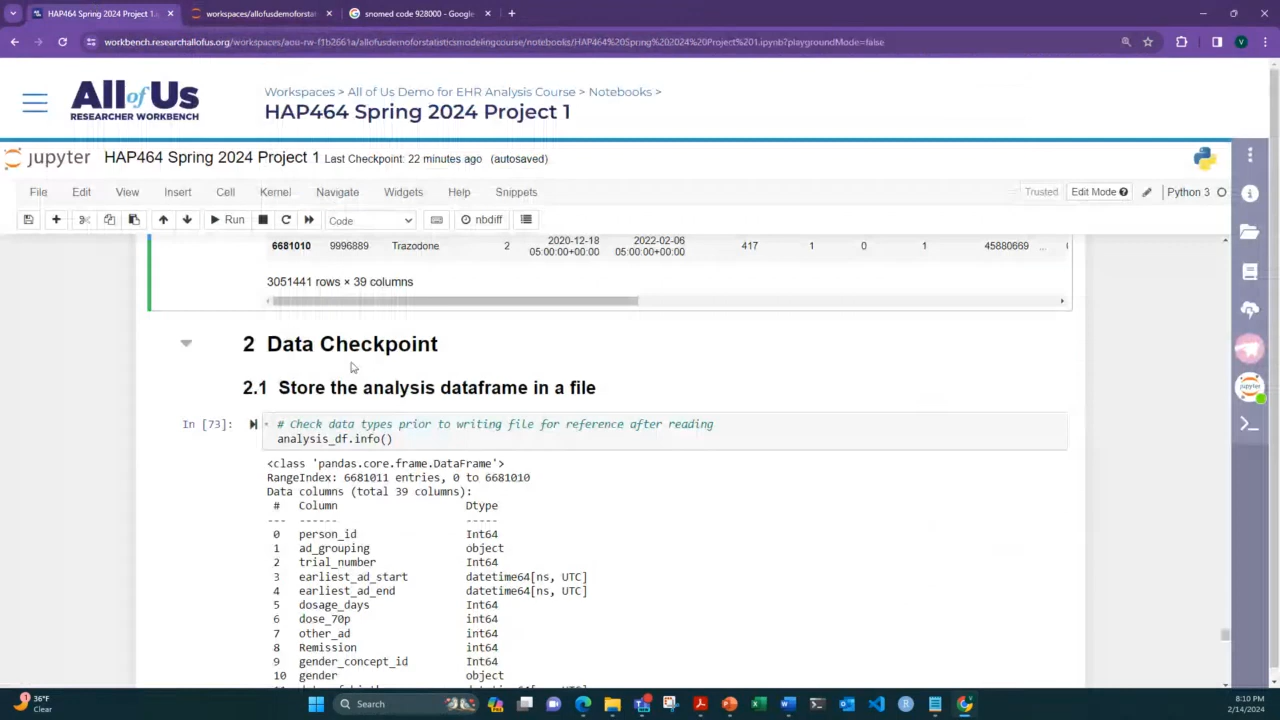 HAP464 Spring 2024 Project 1
workspaces/allofusdemoforstat
snomed code 928000 - Google
workbench.researchallofus.org/workspaces/aou-rw-f1b2661a/allofusdemoforstatisticsmodelingcourse/notebooks/HAP464%20Spring%202024%20Project%201.ipynb?playgroundMode=false
All of Us
RESEARCHER WORKBENCH
Workspaces > All of Us Demo for EHR Analysis Course > Notebooks >
HAP464 Spring 2024 Project 1
jupyter HAP464 Spring 2024 Project 1 Last Checkpoint: 22 minutes ago (autosaved)
File Edit View Insert Cell Kernel Navigate Widgets Help Snippets
Trusted Edit Mode Python 3
Run Code nbdiff
6681010 9996889 Trazodone 2 2020-12-18 05:00:00+00:00 2022-02-06 05:00:00+00:00 417 1 0 1 45880669 ...
3051441 rows × 39 columns
2 Data Checkpoint
2.1 Store the analysis dataframe in a file
In [73]: # Check data types prior to writing file for reference after reading
analysis_df.info()
<class 'pandas.core.frame.DataFrame'>
RangeIndex: 6681011 entries, 0 to 6681010
Data columns (total 39 columns):
# Column Dtype
--- ------ -----
0 person_id Int64
1 ad_grouping object
2 trial_number Int64
3 earliest_ad_start datetime64[ns, UTC]
4 earliest_ad_end datetime64[ns, UTC]
5 dosage_days Int64
6 dose_70p int64
7 other_ad int64
8 Remission int64
9 gender_concept_id Int64
10 gender object
36°F
Clear
Search
8:10 PM
2/14/2024